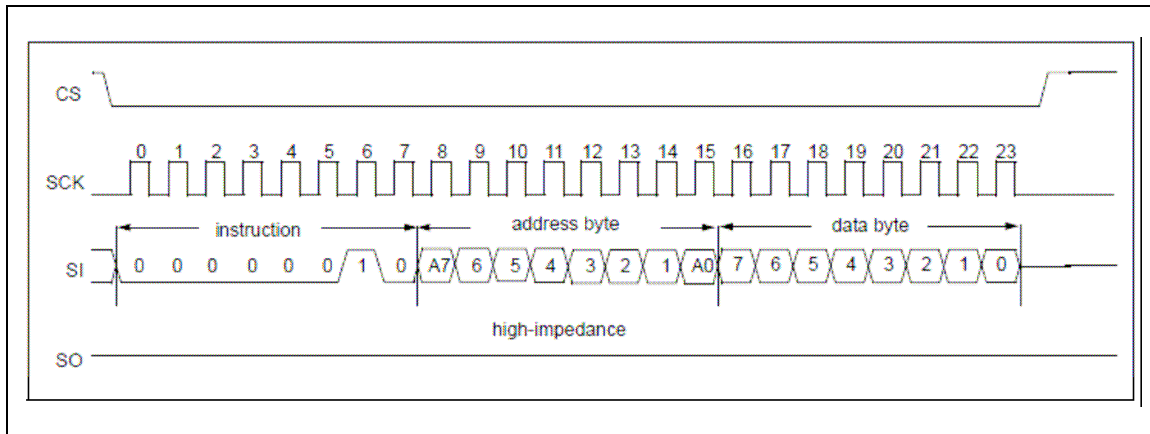 CS
0 1 2 3 4 5 6 7 8 9 10 11 12 13 14 15 16 17 18 19 20 21 22 23
SCK
instruction address byte data byte
SI 0 0 0 0 0 0 1 0 A7 6 5 4 3 2 1 A0 7 6 5 4 3 2 1 0
high-impedance
SO